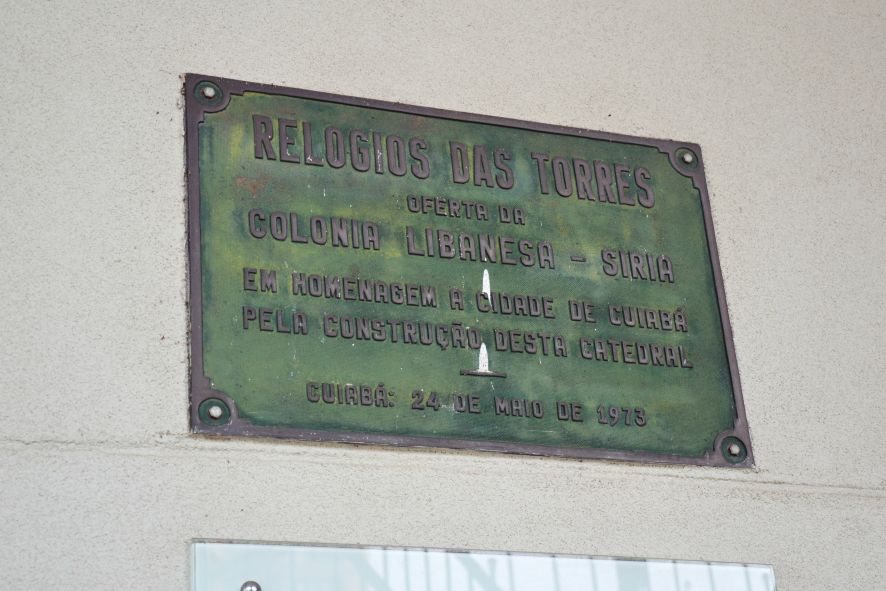 RELOGIOS DAS TORRES
OFERTA DA
COLONIA LIBANESA - SIRIA
EM HOMENAGEM A CIDADE DE CUIABÁ
PELA CONSTRUÇÃO DESTA CATEDRAL
CUIABÁ: 24 DE MAIO DE 1973